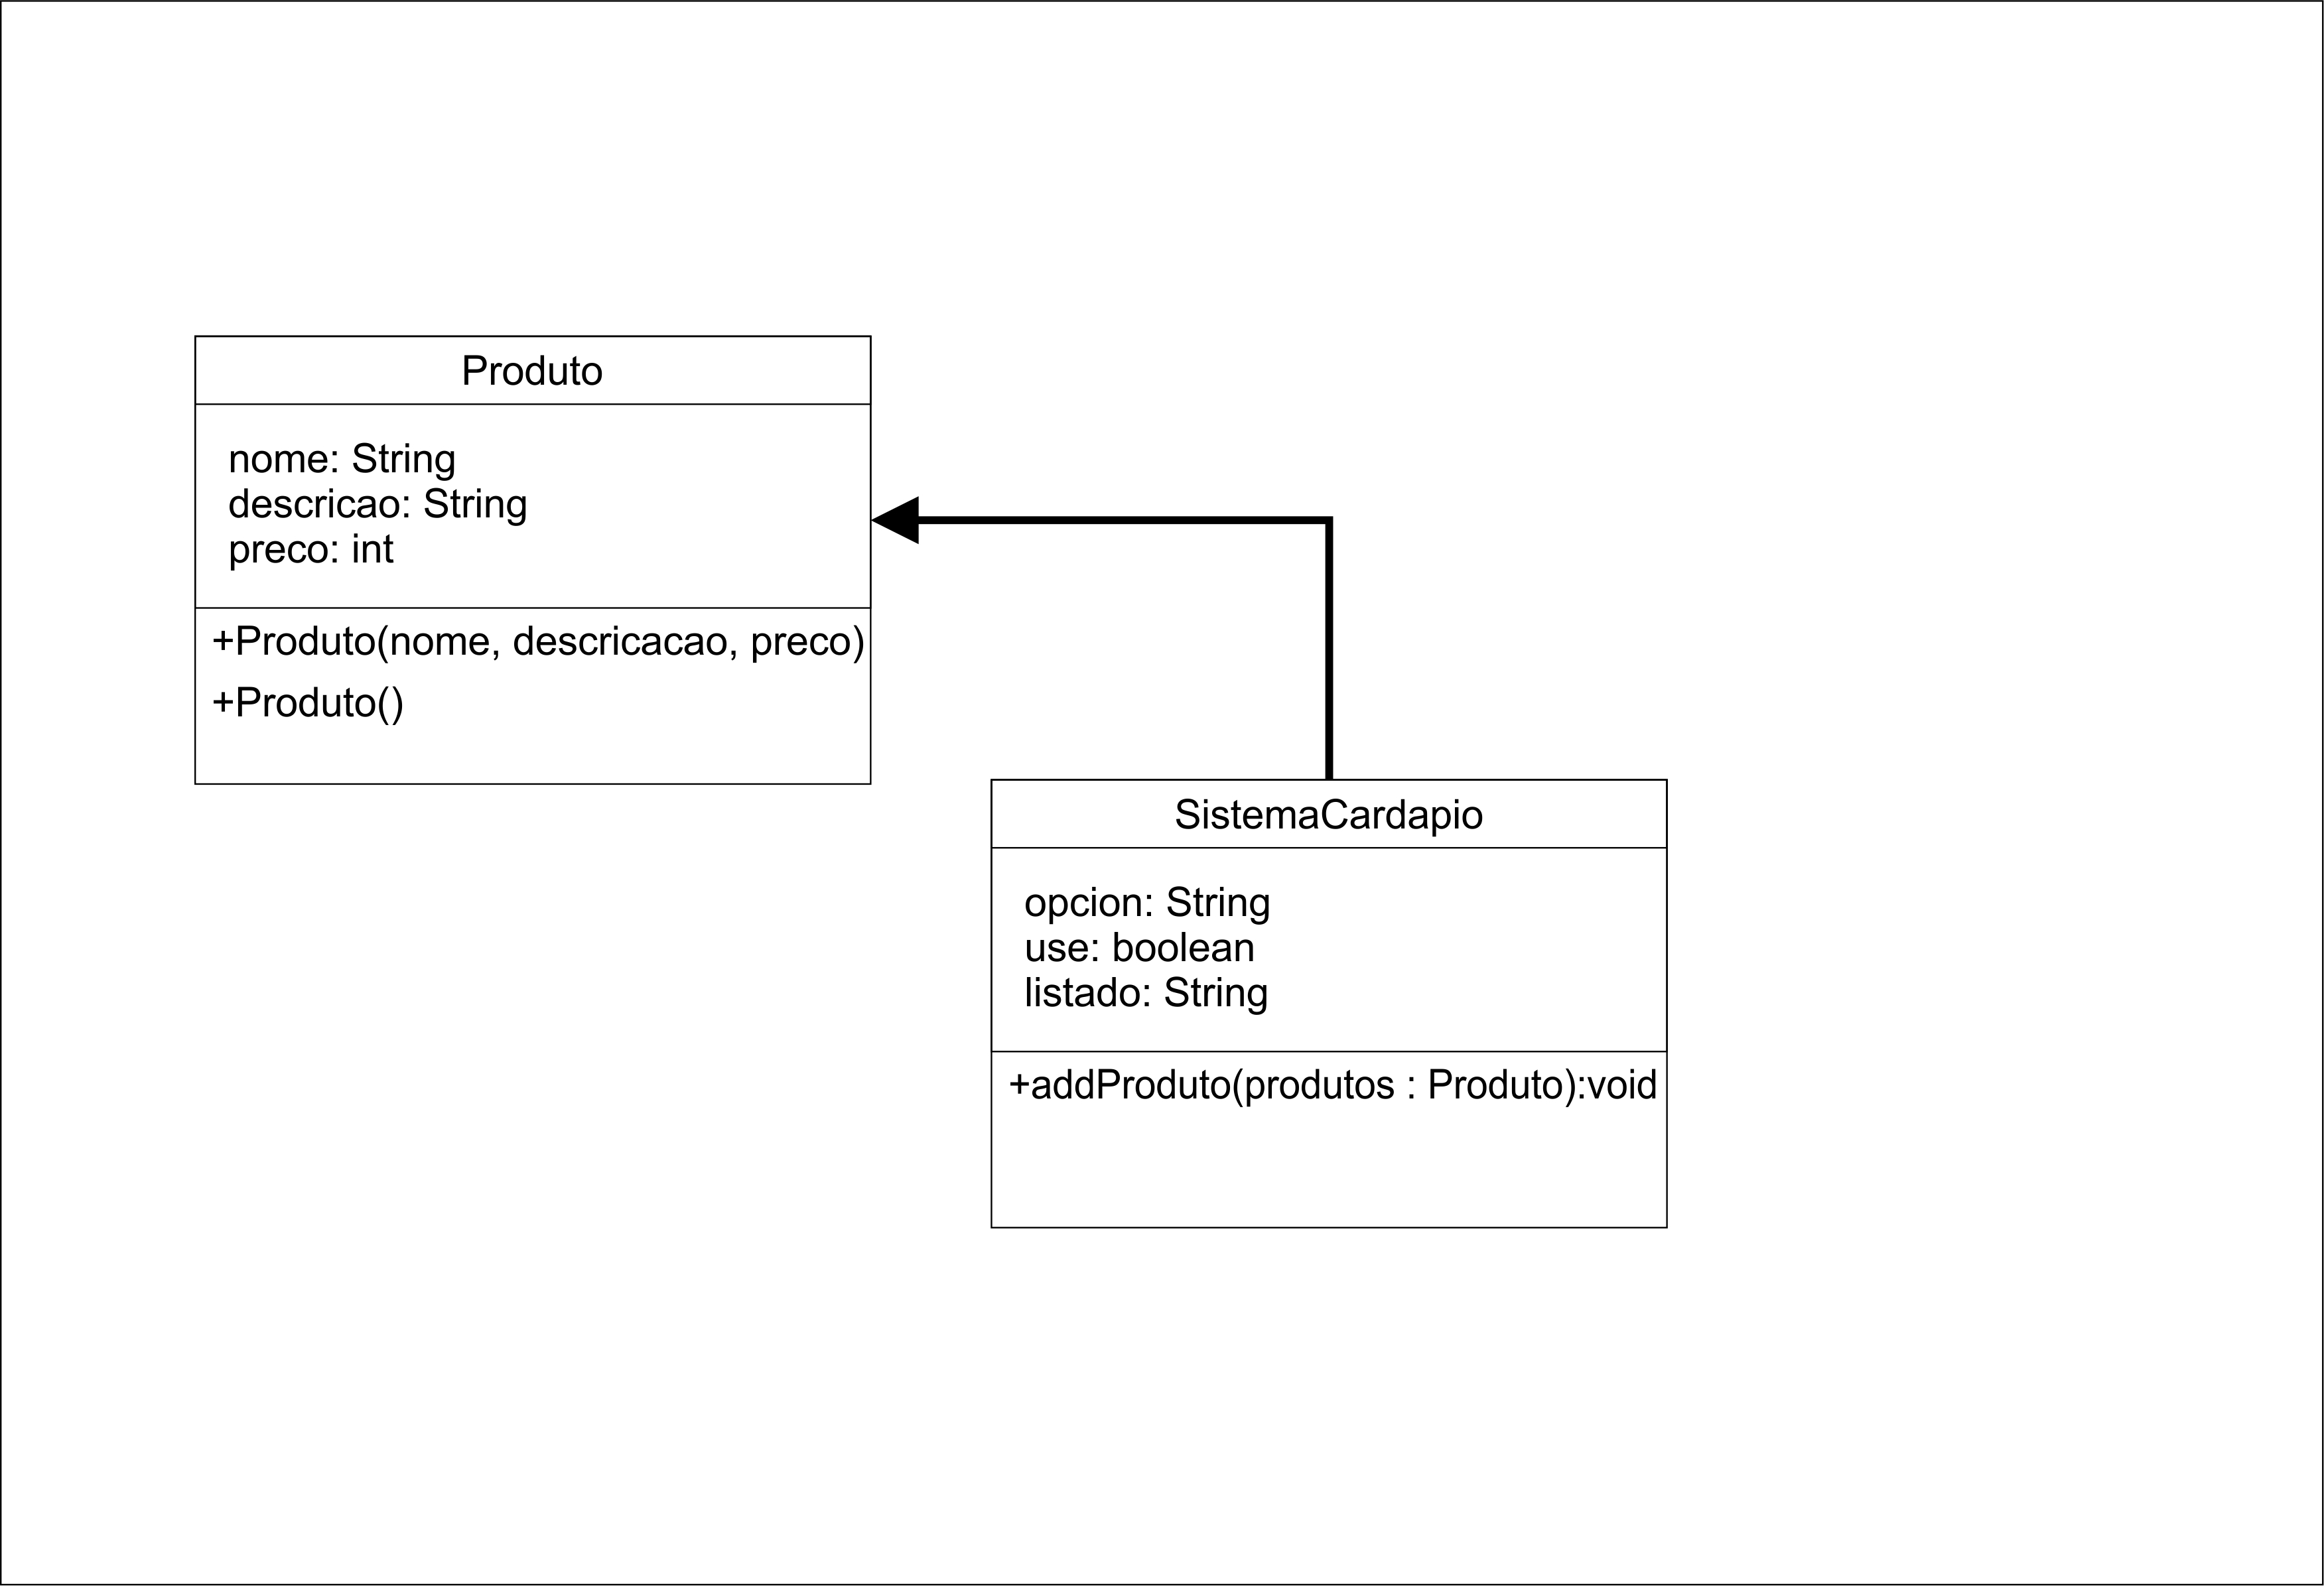 Produto
nome: String
descricao: String
preco: int
+Produto(nome, descricacao, preco)
+Produto()
SistemaCardapio
opcion: String
use: boolean
listado: String
+addProduto(produtos : Produto):void